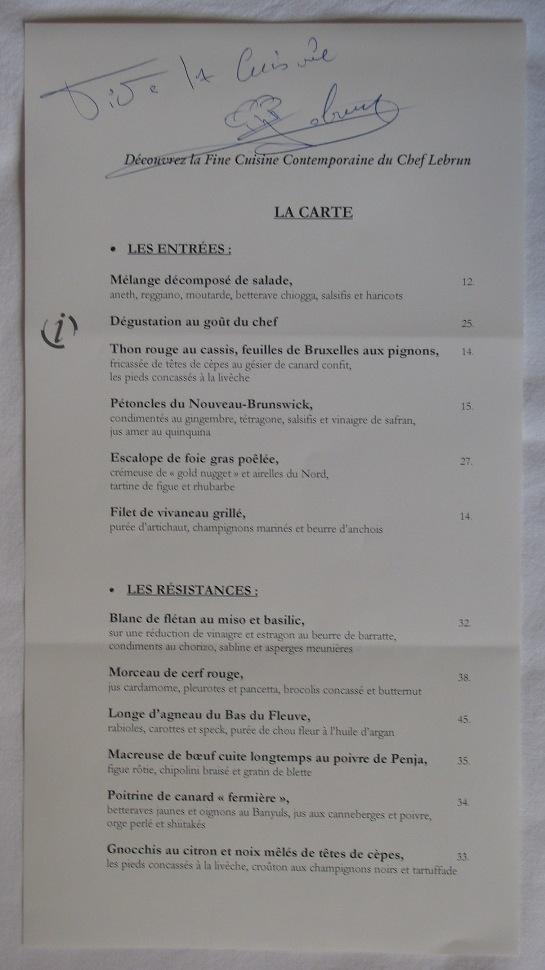 Vive la Cuisine
Lebrun
Découvrez la Fine Cuisine Contemporaine du Chef Lebrun
LA CARTE
• LES ENTRÉES :
Mélange décomposé de salade, 12.
aneth, reggiano, moutarde, betterave chiogga, salsifis et haricots
i
Dégustation au goût du chef 25.
Thon rouge au cassis, feuilles de Bruxelles aux pignons, 14.
fricassée de têtes de cèpes au gésier de canard confit,
les pieds concassés à la livêche
Pétoncles du Nouveau-Brunswick, 15.
condimentés au gingembre, tétragone, salsifis et vinaigre de safran,
jus amer au quinquina
Escalope de foie gras poêlée, 27.
crémeuse de « gold nugget » et airelles du Nord,
tartine de figue et rhubarbe
Filet de vivaneau grillé, 14.
purée d'artichaut, champignons marinés et beurre d'anchois
• LES RÉSISTANCES :
Blanc de flétan au miso et basilic, 32.
sur une réduction de vinaigre et estragon au beurre de barratte,
condiments au chorizo, sabline et asperges meunières
Morceau de cerf rouge, 38.
jus cardamome, pleurotes et pancetta, brocolis concassé et butternut
Longe d'agneau du Bas du Fleuve, 45.
rabioles, carottes et speck, purée de chou fleur à l'huile d'argan
Macreuse de bœuf cuite longtemps au poivre de Penja, 35.
figue rôtie, chipolini braisé et gratin de blette
Poitrine de canard « fermière », 34.
betteraves jaunes et oignons au Banyuls, jus aux canneberges et poivre,
orge perlé et shiitakés
Gnocchis au citron et noix mêlés de têtes de cèpes, 33.
les pieds concassés à la livêche, croûton aux champignons noirs et tartuffade